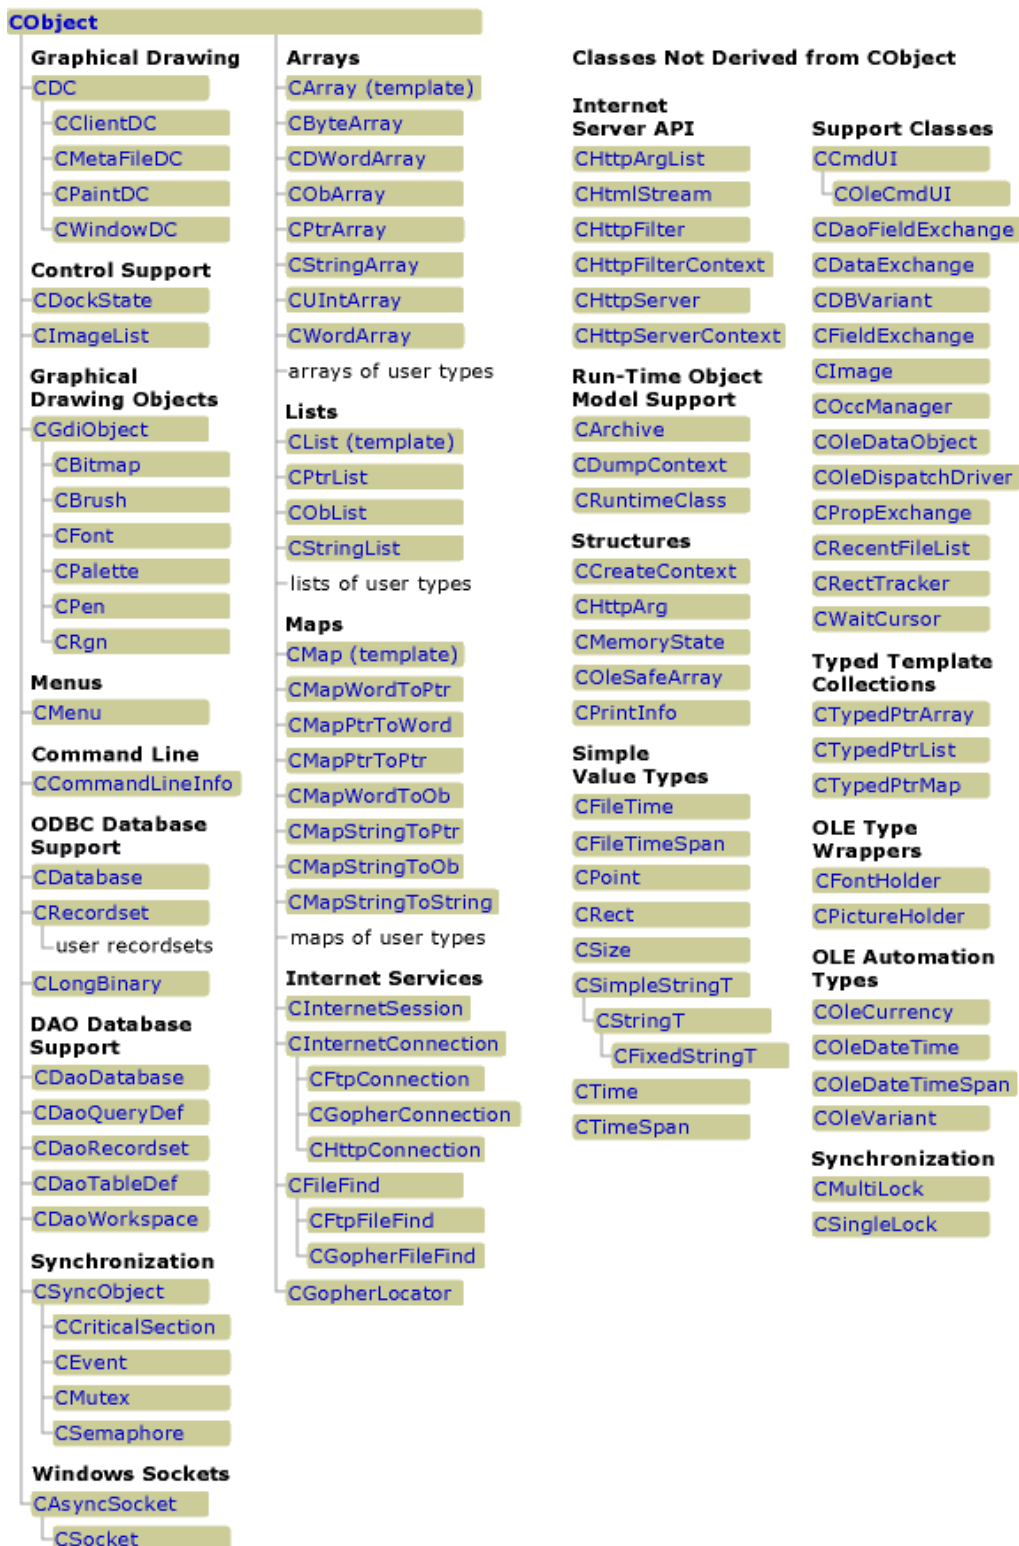 CObject
Graphical Drawing
CDC
CClientDC
CMetaFileDC
CPaintDC
CWindowDC
Control Support
CDockState
CImageList
Graphical
Drawing Objects
CGdiObject
CBitmap
CBrush
CFont
CPalette
CPen
CRgn
Menus
CMenu
Command Line
CCommandLineInfo
ODBC Database
Support
CDatabase
CRecordset
user recordsets
CLongBinary
DAO Database
Support
CDaoDatabase
CDaoQueryDef
CDaoRecordset
CDaoTableDef
CDaoWorkspace
Synchronization
CSyncObject
CCriticalSection
CEvent
CMutex
CSemaphore
Windows Sockets
CAsyncSocket
CSocket
Arrays
CArray (template)
CByteArray
CDWordArray
CObArray
CPtrArray
CStringArray
CUIntArray
CWordArray
arrays of user types
Lists
CList (template)
CPtrList
CObList
CStringList
lists of user types
Maps
CMap (template)
CMapWordToPtr
CMapPtrToWord
CMapPtrToPtr
CMapWordToOb
CMapStringToPtr
CMapStringToOb
CMapStringToString
maps of user types
Internet Services
CInternetSession
CInternetConnection
CFtpConnection
CGopherConnection
CHttpConnection
CFileFind
CFtpFileFind
CGopherFileFind
CGopherLocator
Classes Not Derived from CObject
Internet
Server API
CHttpArgList
CHtmlStream
CHttpFilter
CHttpFilterContext
CHttpServer
CHttpServerContext
Run-Time Object
Model Support
CArchive
CDumpContext
CRuntimeClass
Structures
CCreateContext
CHttpArg
CMemoryState
COleSafeArray
CPrintInfo
Simple
Value Types
CFileTime
CFileTimeSpan
CPoint
CRect
CSize
CSimpleStringT
CStringT
CFixedStringT
CTime
CTimeSpan
Support Classes
CCmdUI
COleCmdUI
CDaoFieldExchange
CDataExchange
CDBVariant
CFieldExchange
CImage
COccManager
COleDataObject
COleDispatchDriver
CPropExchange
CRecentFileList
CRectTracker
CWaitCursor
Typed Template
Collections
CTypedPtrArray
CTypedPtrList
CTypedPtrMap
OLE Type
Wrappers
CFontHolder
CPictureHolder
OLE Automation
Types
COleCurrency
COleDateTime
COleDateTimeSpan
COleVariant
Synchronization
CMultiLock
CSingleLock